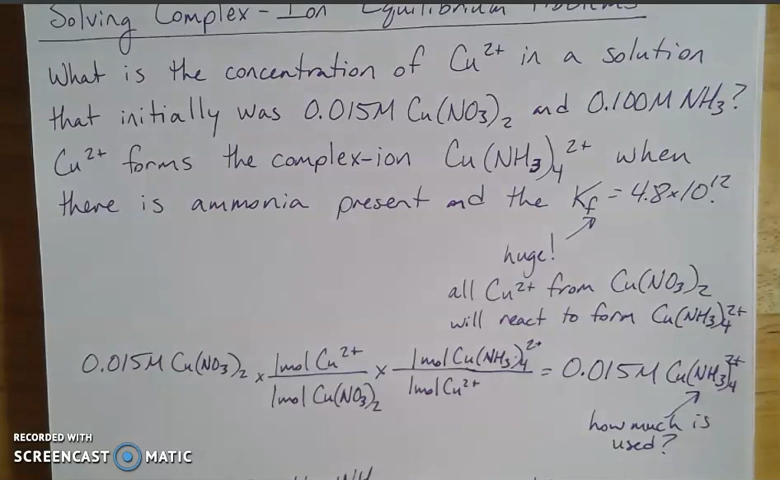 Solving Complex-Ion Equilibrium Problems
What is the concentration of Cu²⁺ in a solution
that initially was 0.015M Cu(NO₃)₂ and 0.100M NH₃?
Cu²⁺ forms the complex-ion Cu(NH₃)₄²⁺ when
there is ammonia present and the K_f = 4.8×10¹².
huge!
all Cu²⁺ from Cu(NO₃)₂
will react to form Cu(NH₃)₄²⁺
0.015M Cu(NO₃)₂ × 1mol Cu²⁺ / 1mol Cu(NO₃)₂ × 1mol Cu(NH₃)₄²⁺ / 1mol Cu²⁺ = 0.015M Cu(NH₃)₄²⁺
how much is
used?
RECORDED WITH
SCREENCAST MATIC